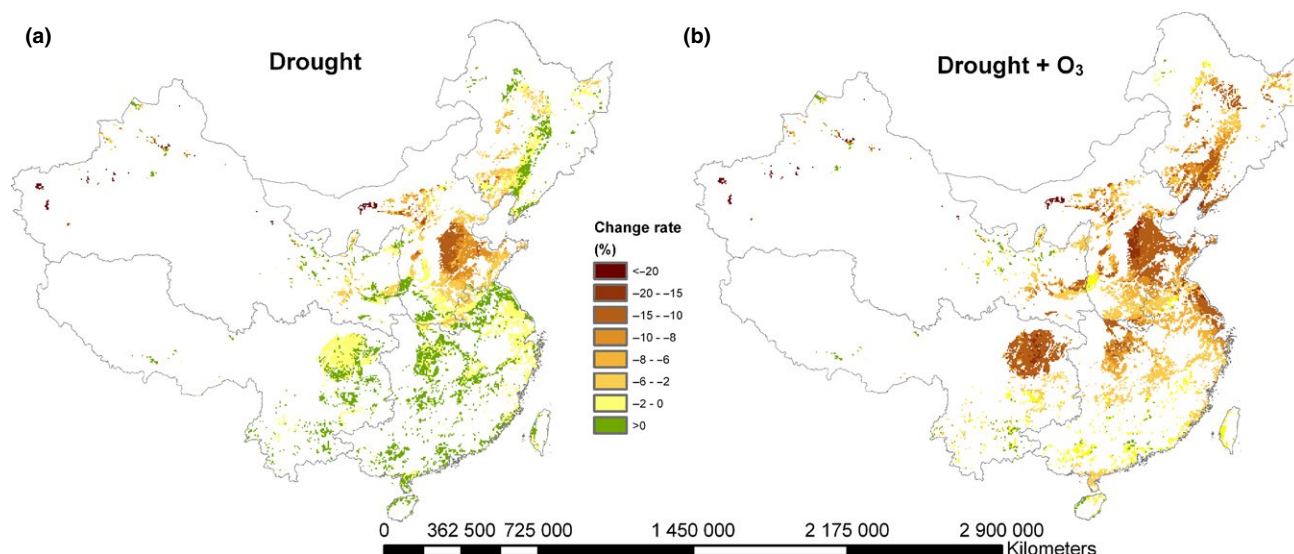 (a)
Drought
(b)
Drought + O₃
Change rate
(%)
<–20
–20 - –15
–15 - –10
–10 - –8
–8 - –6
–6 - –2
–2 - 0
>0
0 362 500 725 000 1 450 000 2 175 000 2 900 000
Kilometers